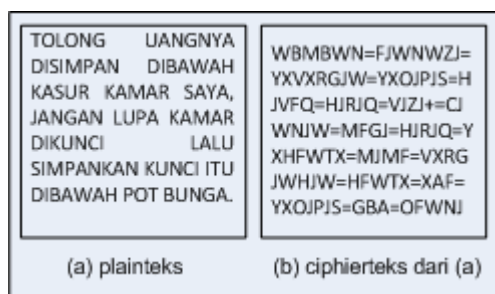 TOLONG UANGNYA
DISIMPAN DIBAWAH
KASUR KAMAR SAYA,
JANGAN LUPA KAMAR
DIKUNCI LALU
SIMPANKAN KUNCI ITU
DIBAWAH POT BUNGA.
(a) plainteks
WBMBWN=FJWNWZJ=
YXVXRGJW=YXOJPJS=H
JVFQ=HJRJQ=VJZJ+=CJ
WNJW=MFGJ=HJRJQ=Y
XHFWTX=MJMF=VXRG
JWHJW=HFWTX=XAF=
YXOJPJS=GBA=OFWNJ
(b) ciphierteks dari (a)